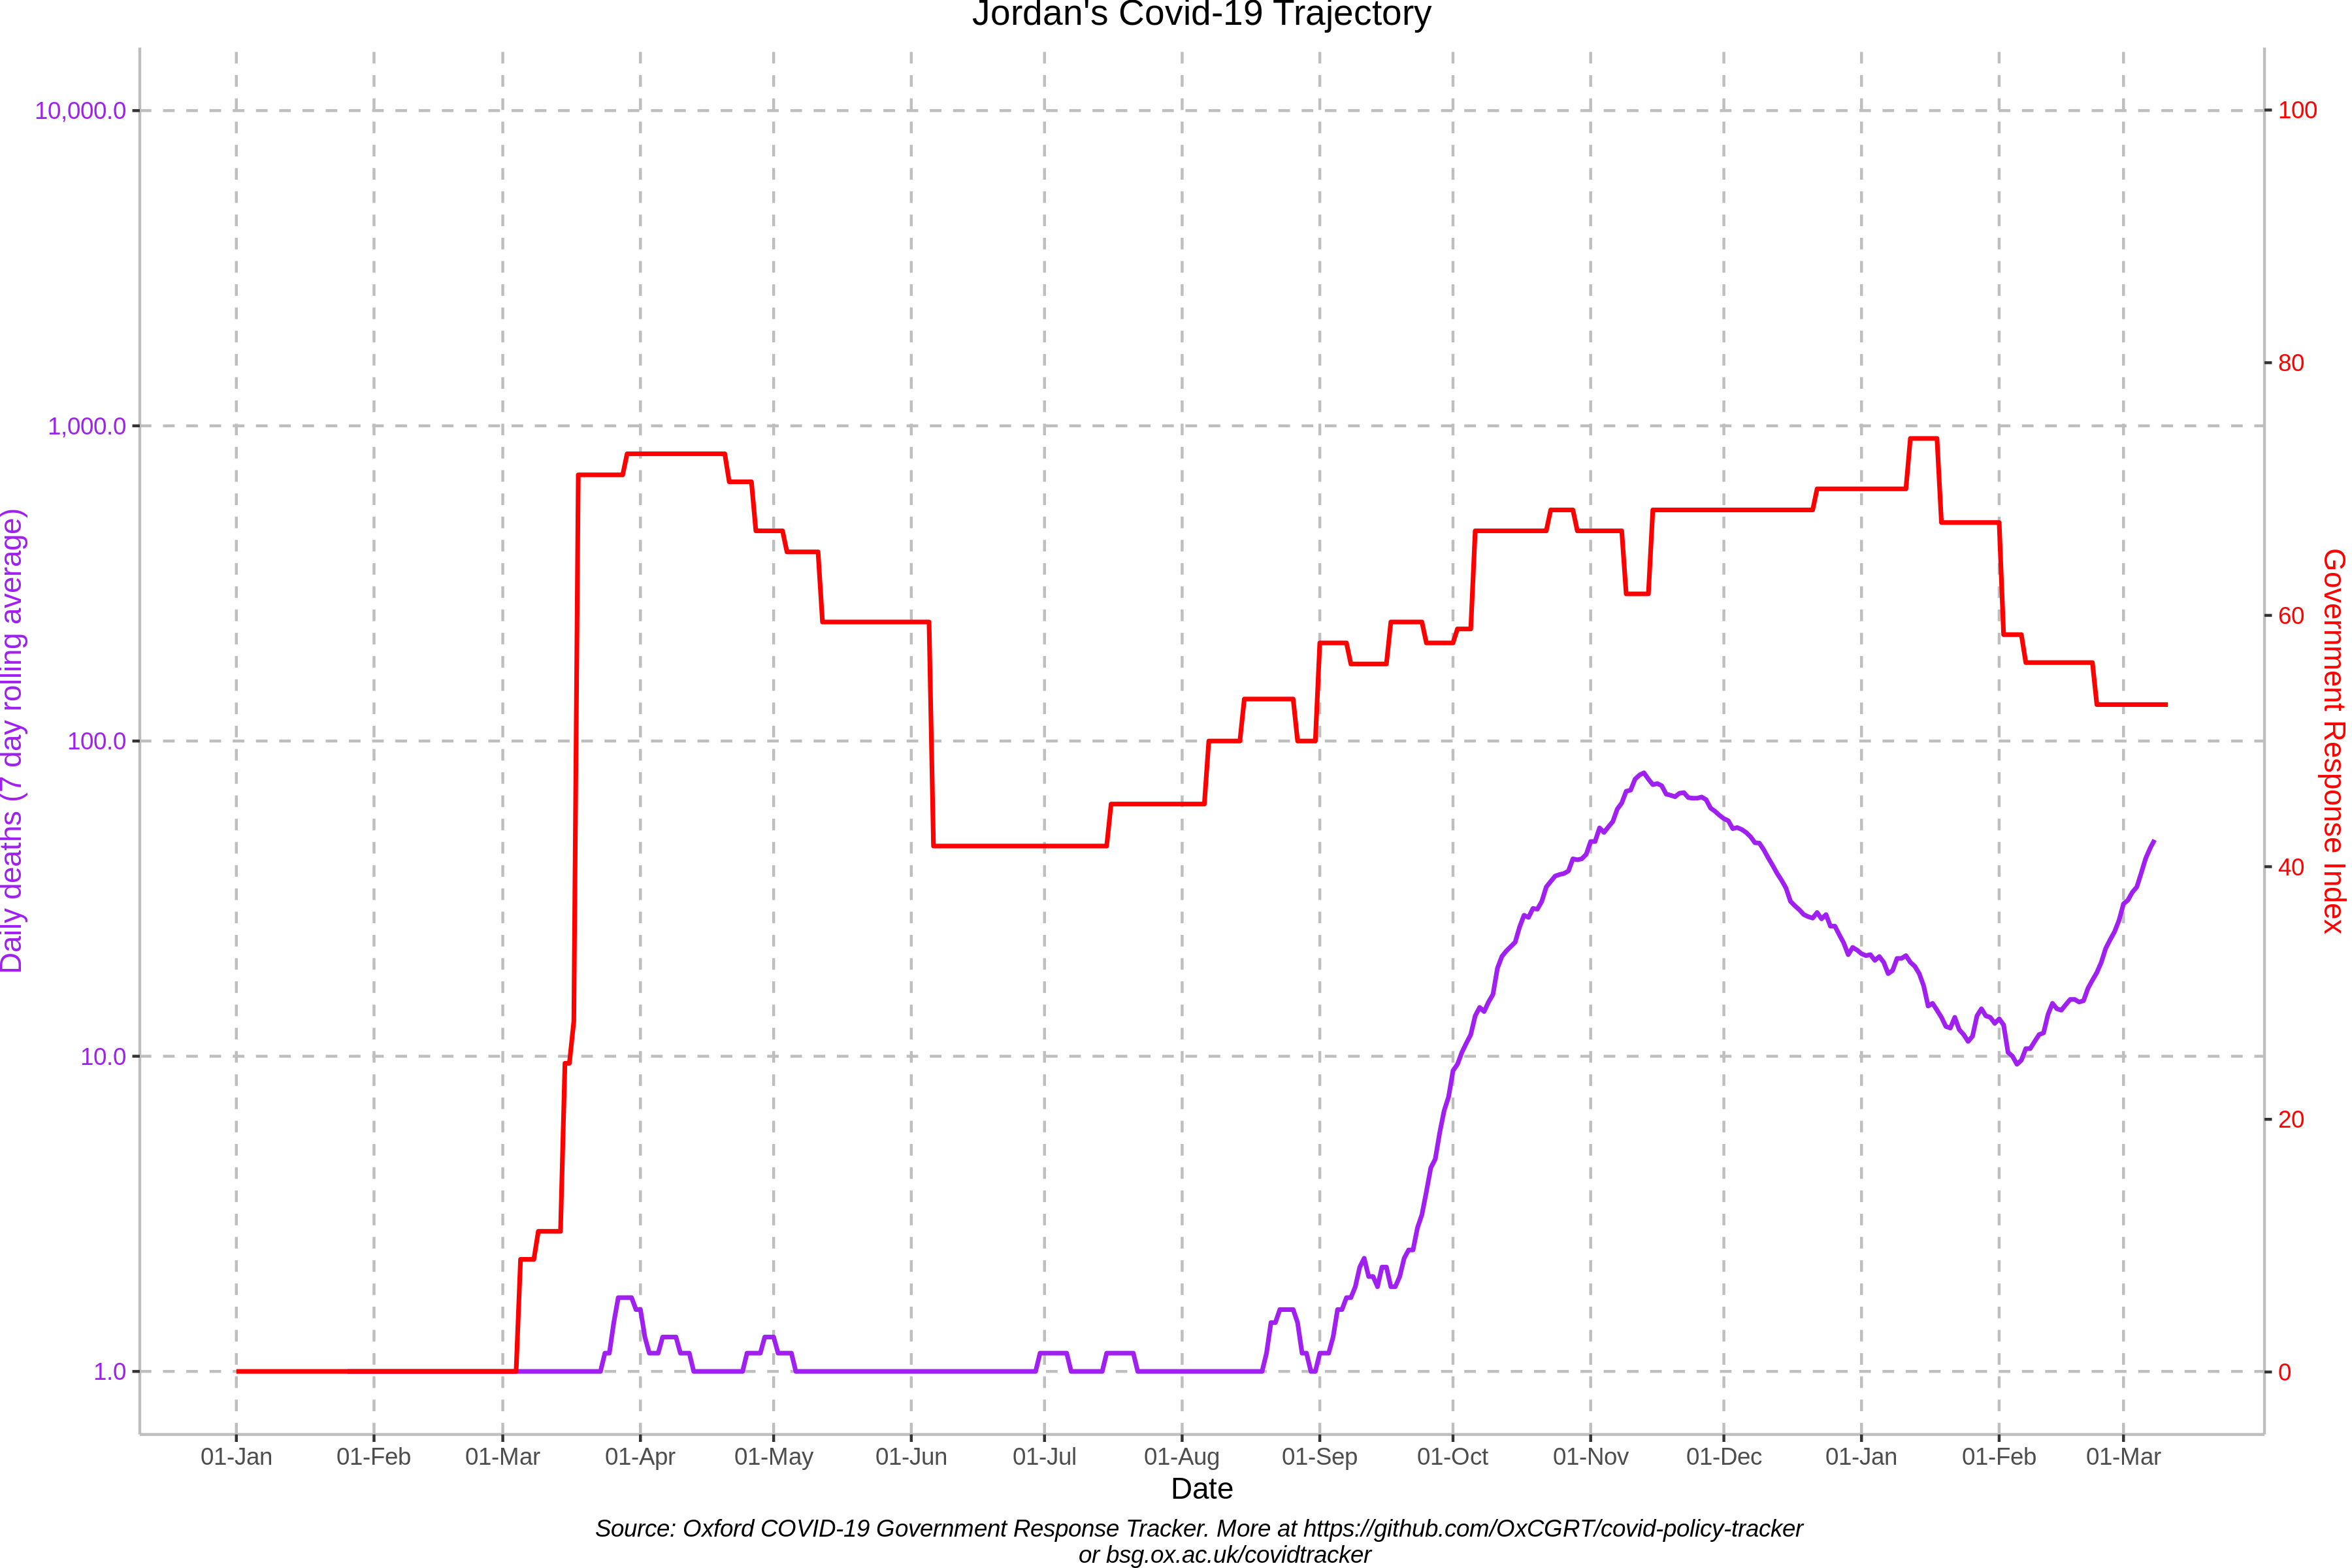 Jordan's Covid-19 Trajectory
Daily deaths (7 day rolling average)
10,000.0
1,000.0
100.0
10.0
1.0
100
80
60
40
20
0
Government Response Index
01-Jan 01-Feb 01-Mar 01-Apr 01-May 01-Jun 01-Jul 01-Aug 01-Sep 01-Oct 01-Nov 01-Dec 01-Jan 01-Feb 01-Mar
Date
Source: Oxford COVID-19 Government Response Tracker. More at https://github.com/OxCGRT/covid-policy-tracker
or bsg.ox.ac.uk/covidtracker